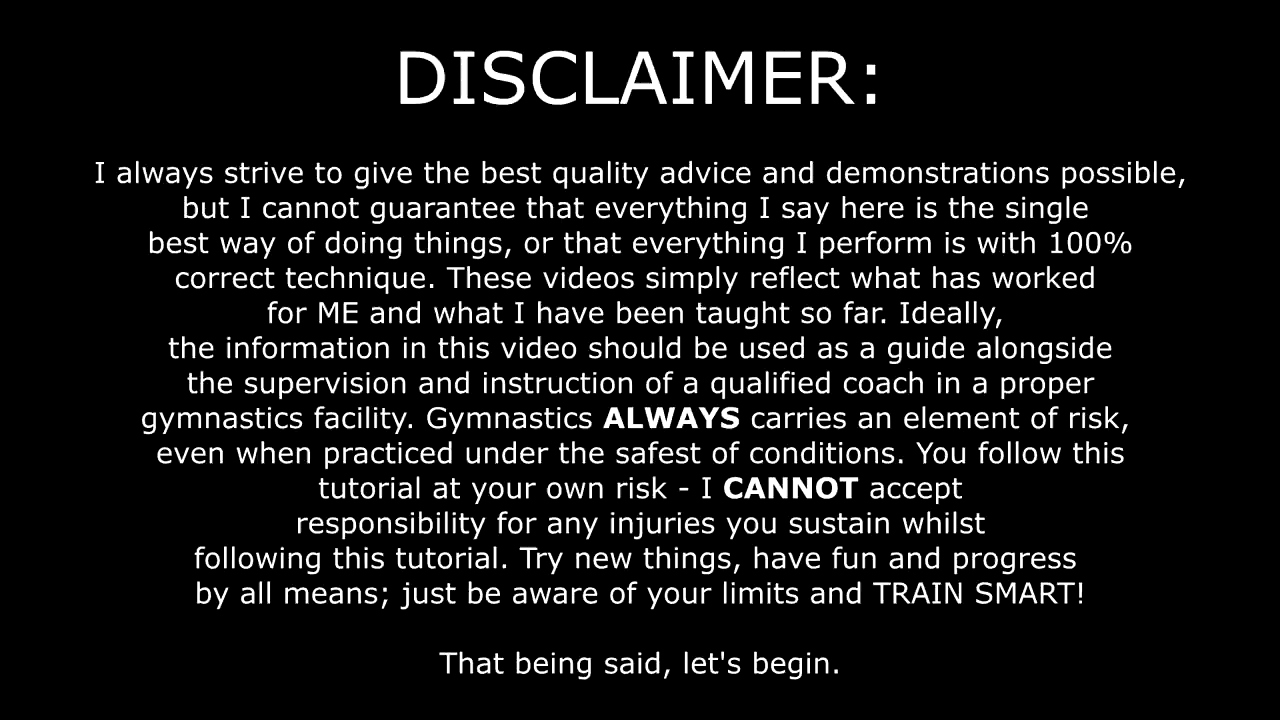 DISCLAIMER:
I always strive to give the best quality advice and demonstrations possible,
but I cannot guarantee that everything I say here is the single
best way of doing things, or that everything I perform is with 100%
correct technique. These videos simply reflect what has worked
for ME and what I have been taught so far. Ideally,
the information in this video should be used as a guide alongside
the supervision and instruction of a qualified coach in a proper
gymnastics facility. Gymnastics ALWAYS carries an element of risk,
even when practiced under the safest of conditions. You follow this
tutorial at your own risk - I CANNOT accept
responsibility for any injuries you sustain whilst
following this tutorial. Try new things, have fun and progress
by all means; just be aware of your limits and TRAIN SMART!
That being said, let's begin.